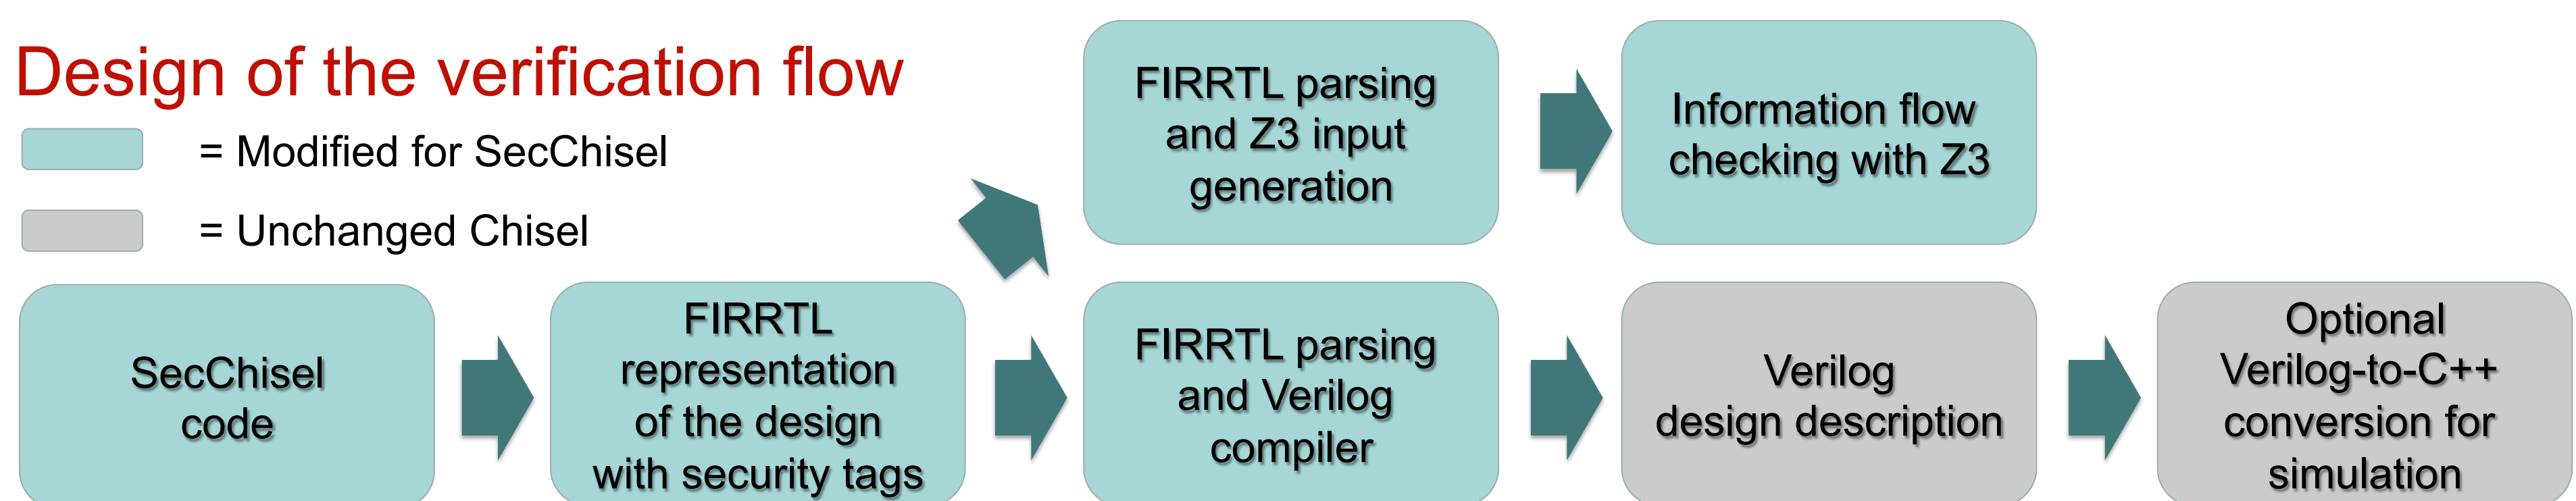 Design of the verification flow
= Modified for SecChisel
= Unchanged Chisel
FIRRTL parsing
and Z3 input
generation
Information flow
checking with Z3
SecChisel
code
FIRRTL
representation
of the design
with security tags
FIRRTL parsing
and Verilog
compiler
Verilog
design description
Optional
Verilog-to-C++
conversion for
simulation